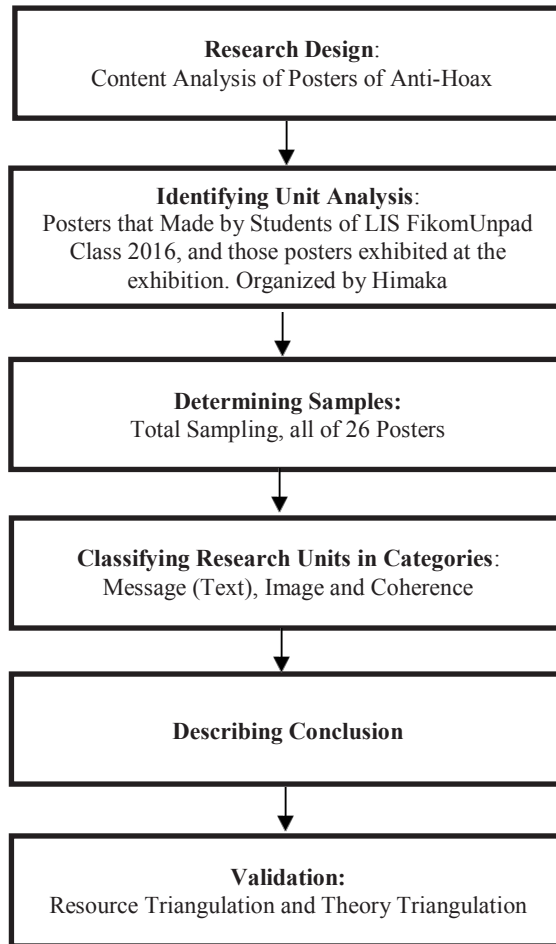 Research Design:
Content Analysis of Posters of Anti-Hoax
Identifying Unit Analysis:
Posters that Made by Students of LIS FikomUnpad
Class 2016, and those posters exhibited at the
exhibition. Organized by Himaka
Determining Samples:
Total Sampling, all of 26 Posters
Classifying Research Units in Categories:
Message (Text), Image and Coherence
Describing Conclusion
Validation:
Resource Triangulation and Theory Triangulation